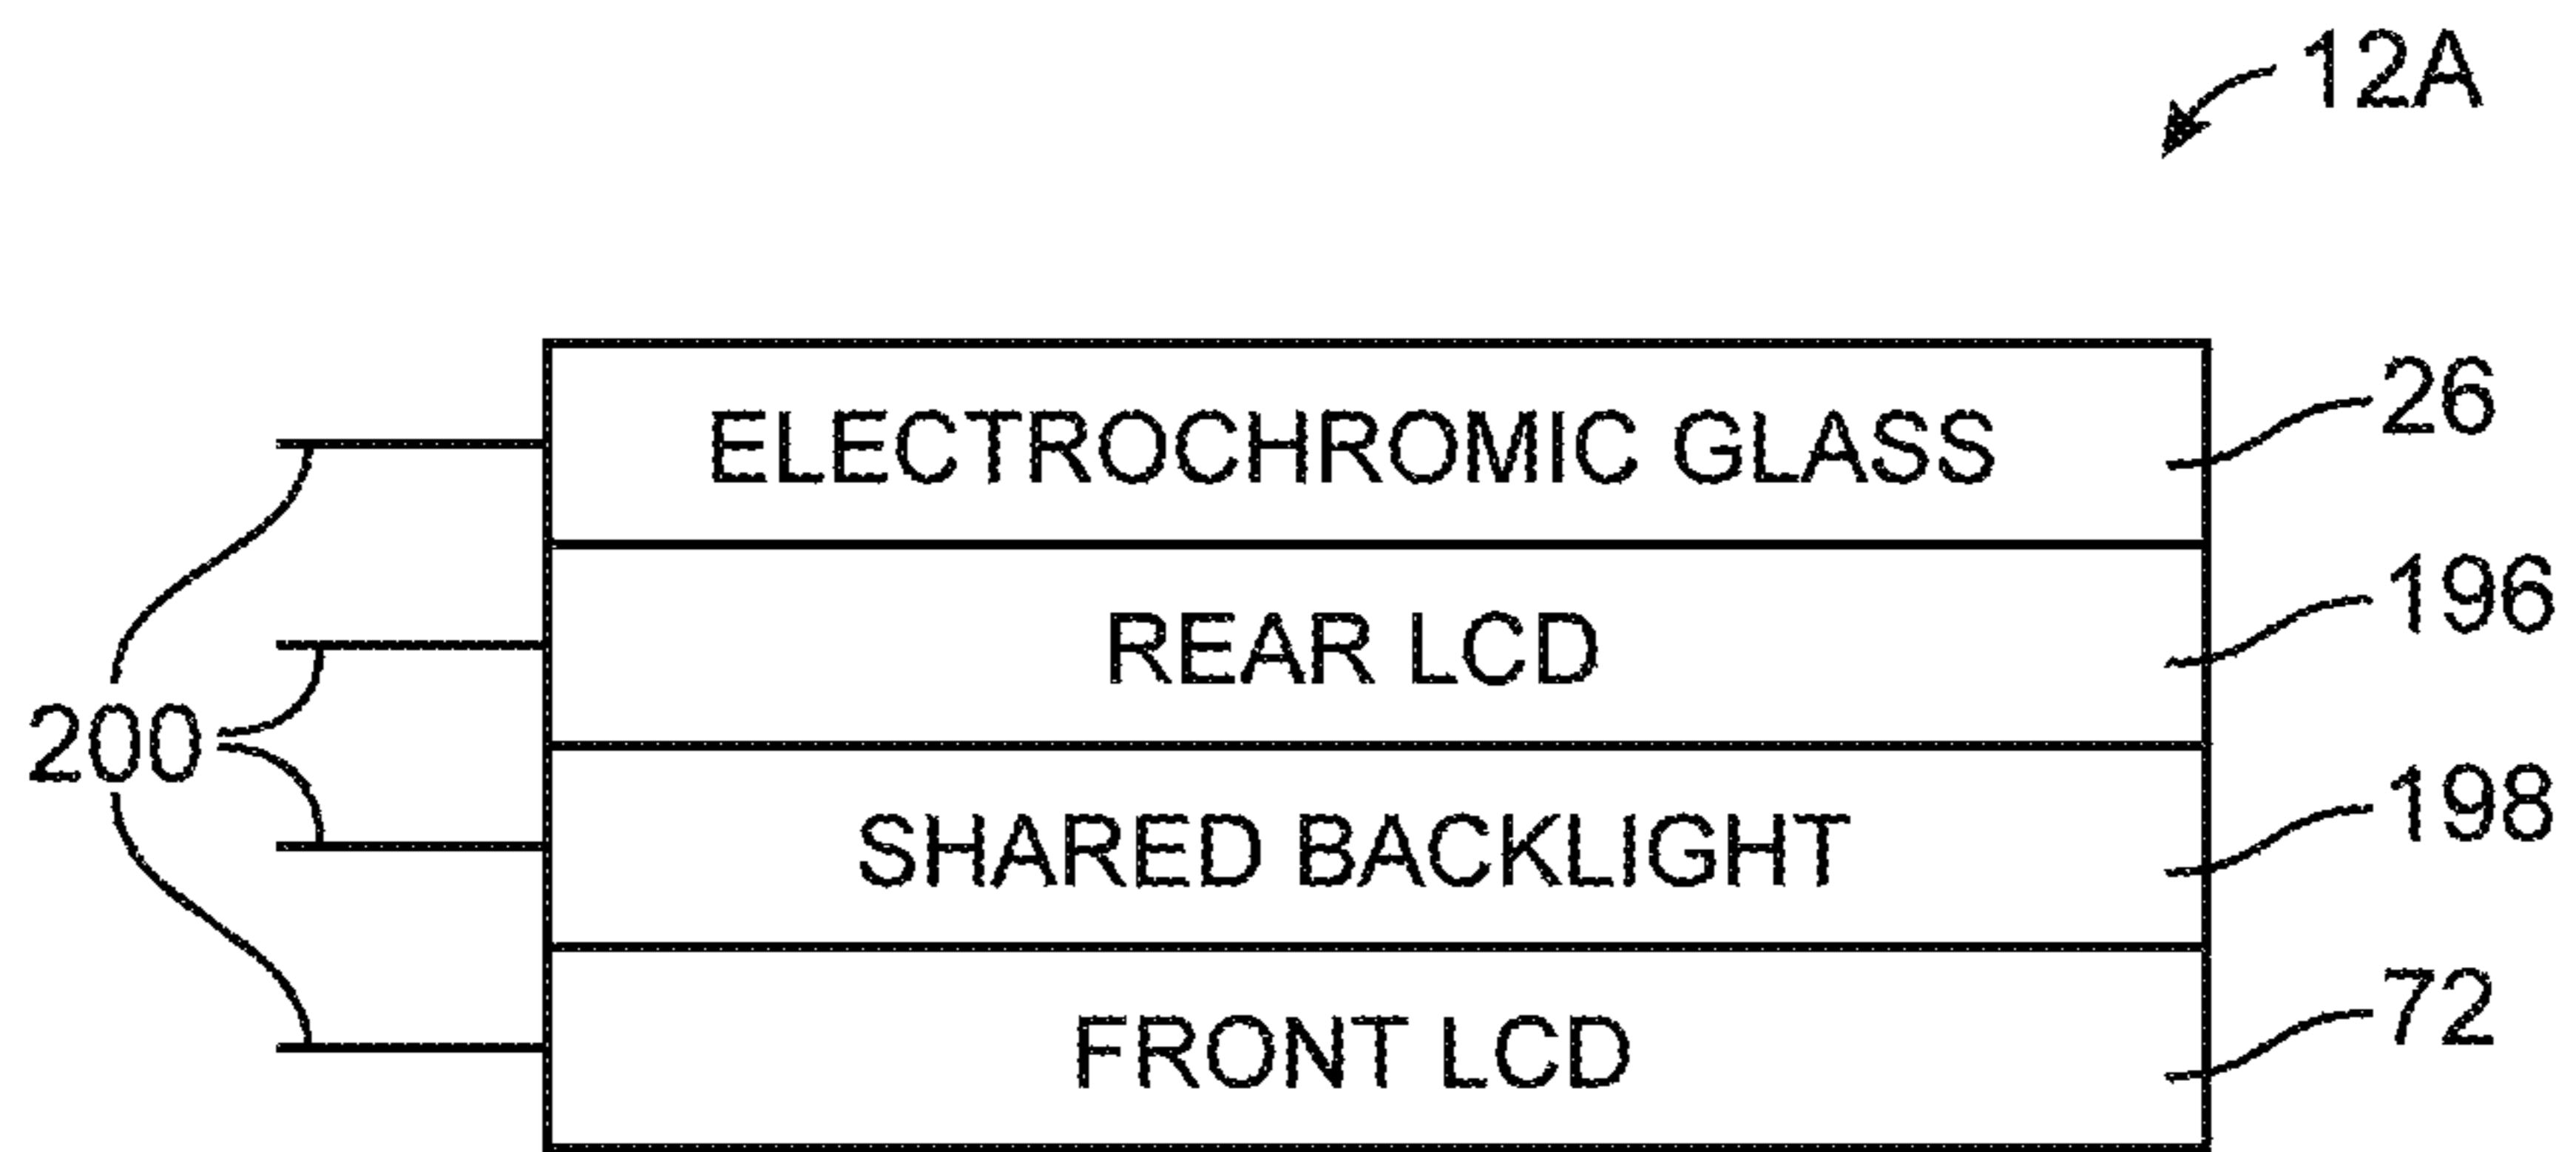 12A
ELECTROCHROMIC GLASS 26
REAR LCD 196
200
SHARED BACKLIGHT 198
FRONT LCD 72